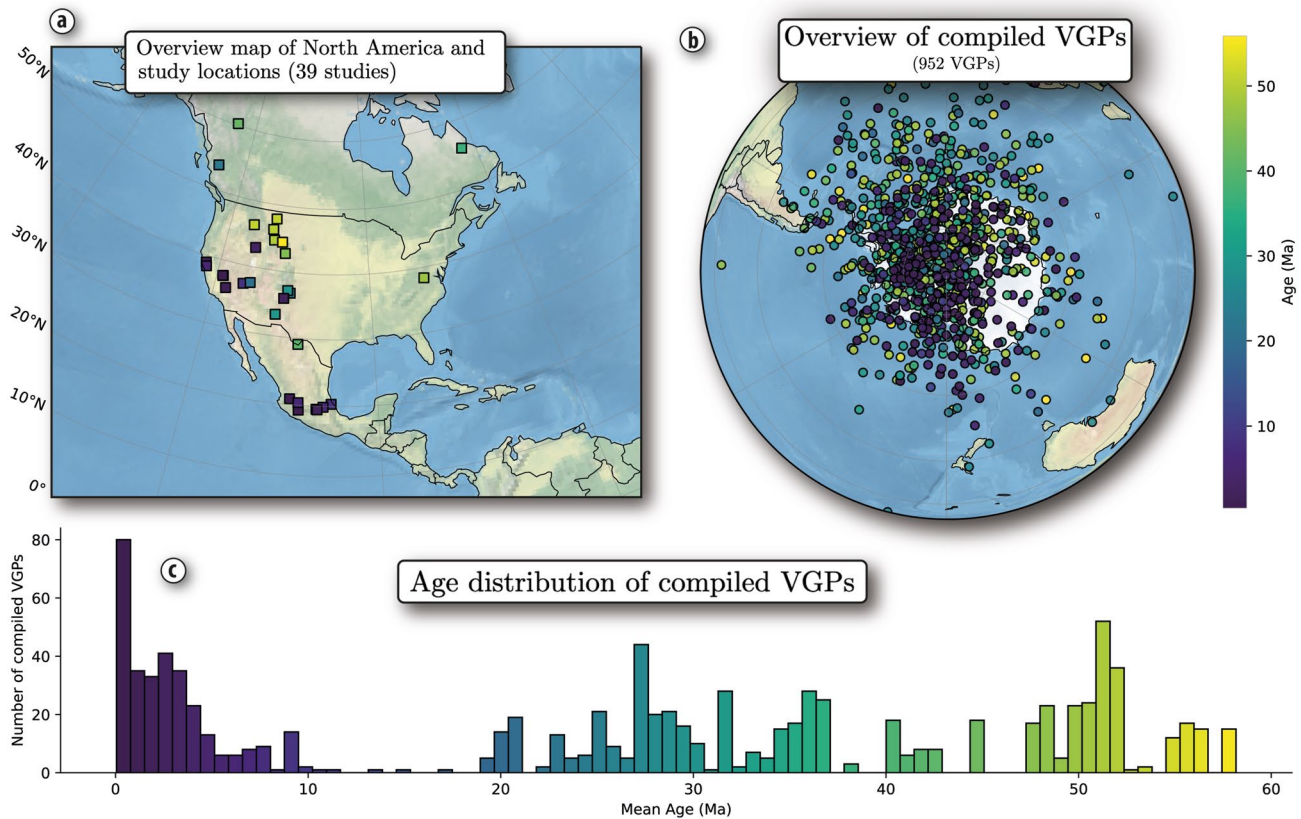 a
Overview map of North America and
study locations (39 studies)
50°N
40°N
30°N
20°N
10°N
0°
b
Overview of compiled VGPs
(952 VGPs)
50
40
30
20
10
Age (Ma)
c
Age distribution of compiled VGPs
Number of compiled VGPs
80
60
40
20
0
0
10
20
30
40
50
60
Mean Age (Ma)